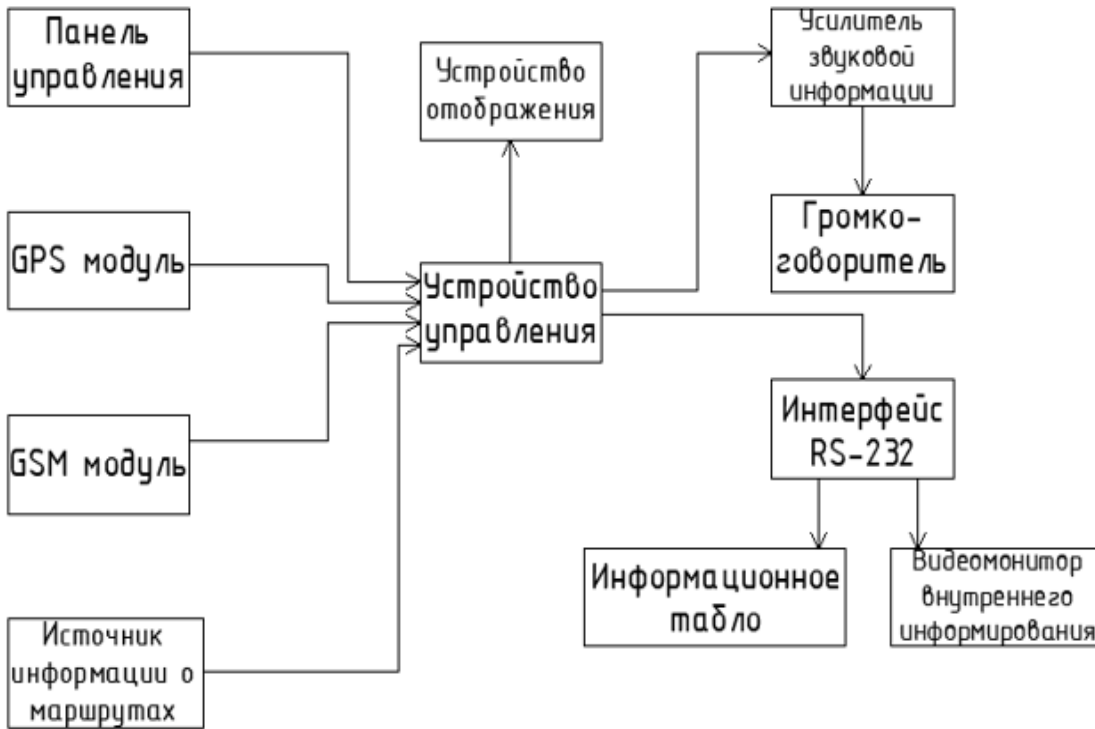 Панель
управления
Устройство
отображения
Усилитель
звуковой
информации
GPS модуль
Громко-
говоритель
Устройство
управления
GSM модуль
Интерфейс
RS-232
Информационное
табло
Видеомонитор
внутреннего
информирования
Источник
информации о
маршрутах